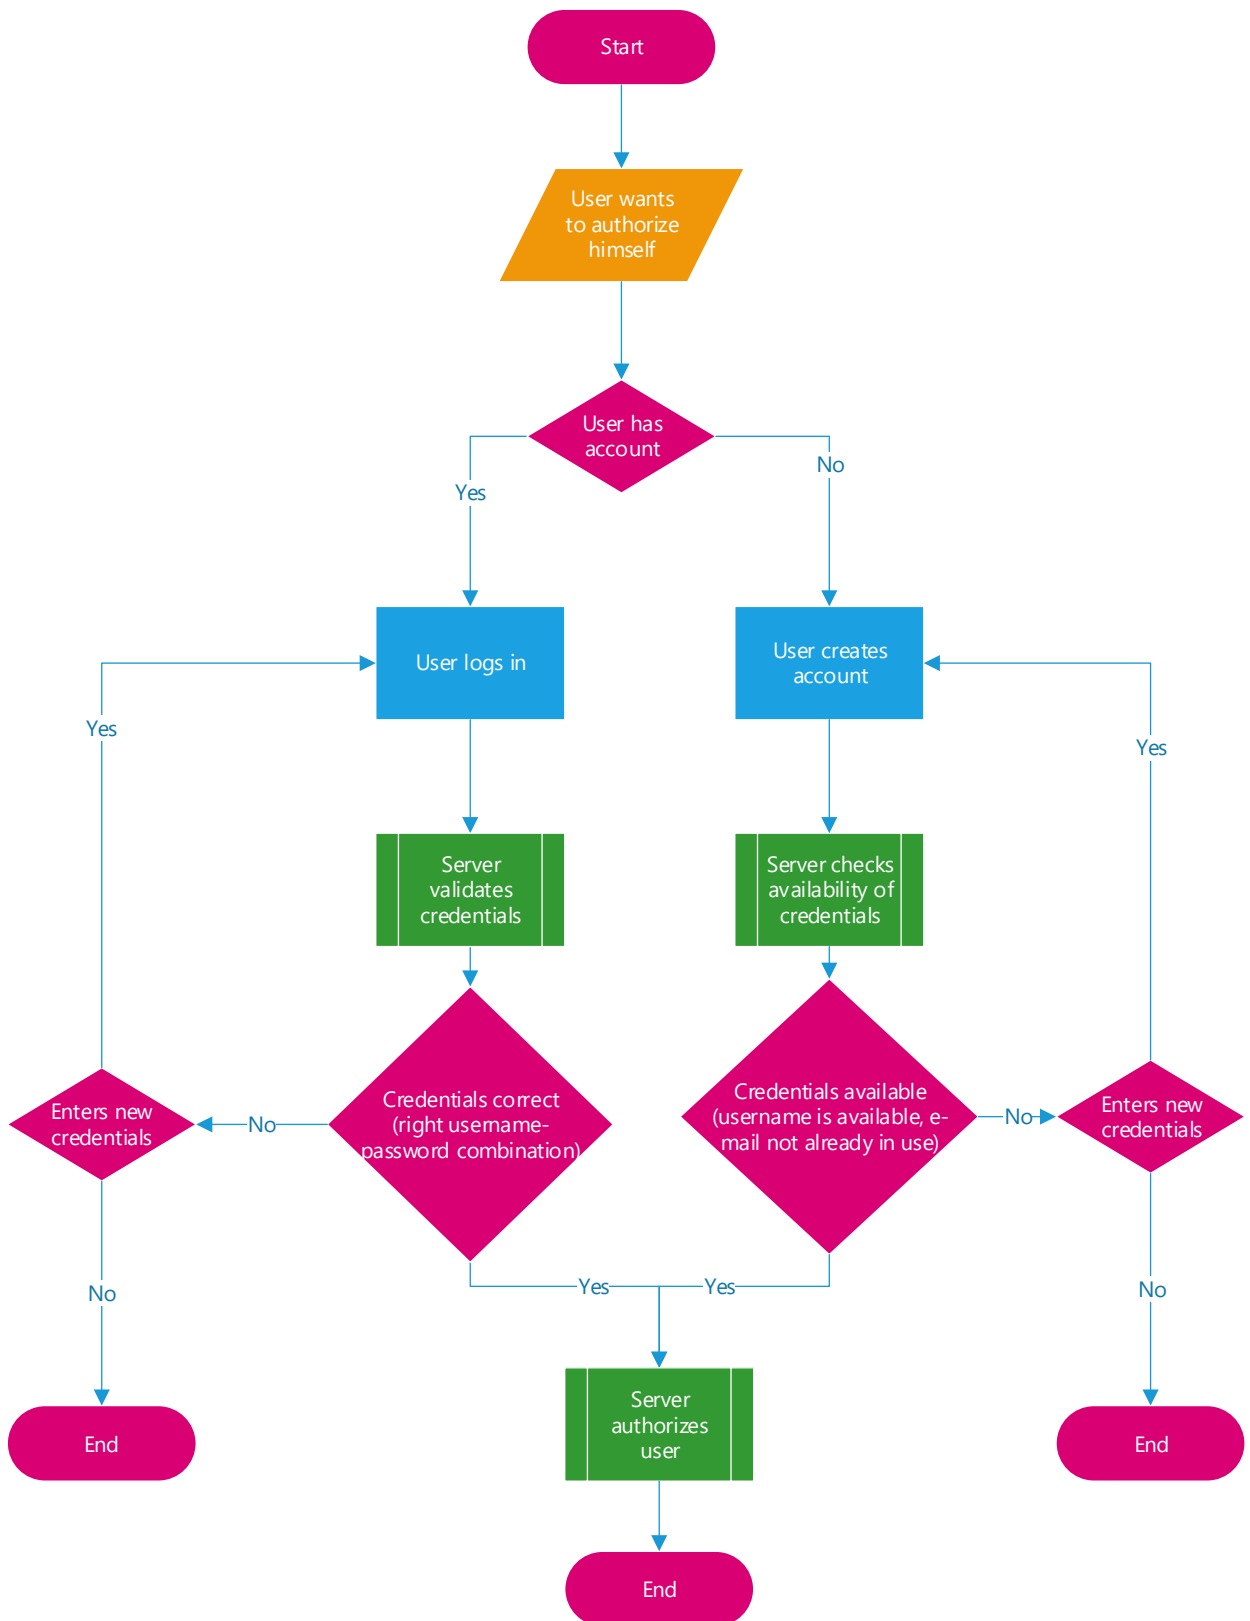 Start
User wants
to authorize
himself
User has
account
Yes
No
User logs in
User creates
account
Yes
Yes
Server
validates
credentials
Server checks
availability of
credentials
Enters new
credentials
No
Credentials correct
(right username-
password combination)
Credentials available
(username is available, e-
mail not already in use)
No
Enters new
credentials
No
Yes
Yes
No
End
Server
authorizes
user
End
End